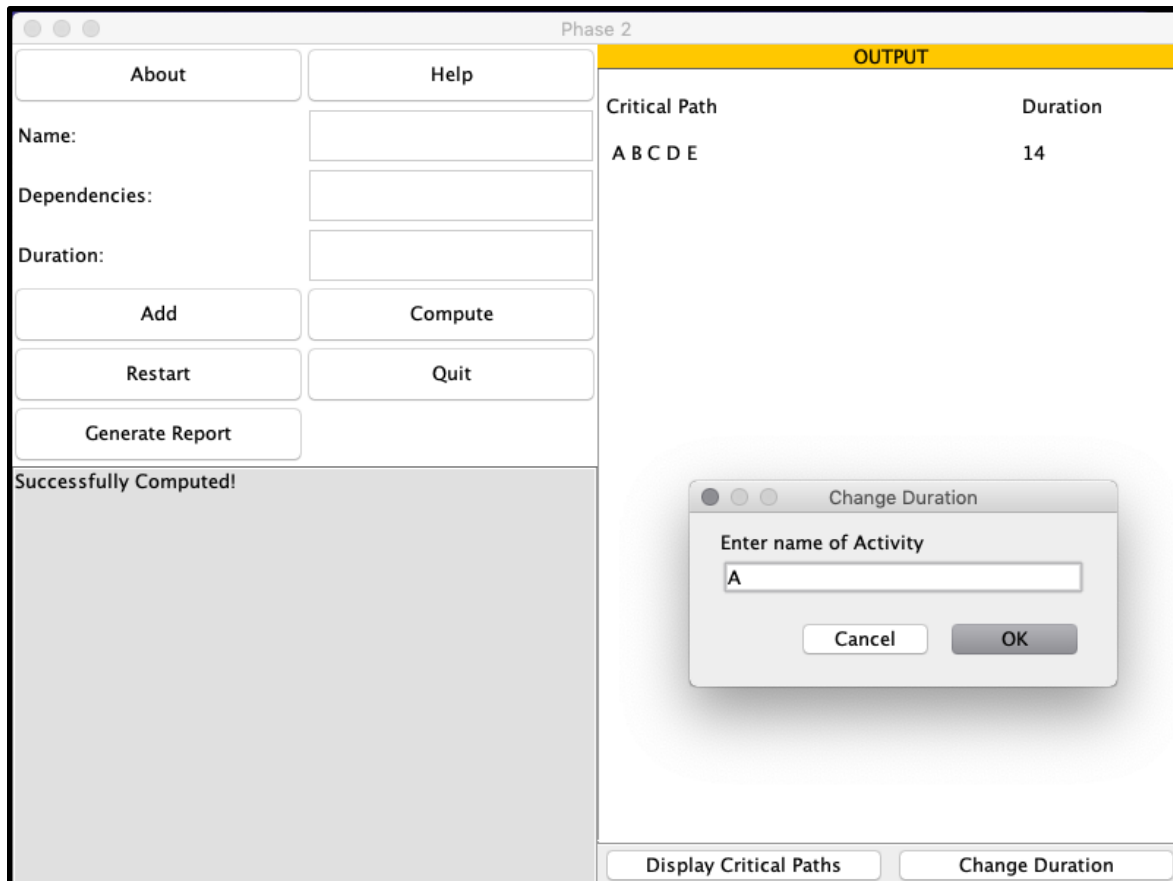 Phase 2
About Help
Name:
Dependencies:
Duration:
Add Compute
Restart Quit
Generate Report
Successfully Computed!
OUTPUT
Critical Path Duration
A B C D E 14
Change Duration
Enter name of Activity
A
Cancel OK
Display Critical Paths Change Duration